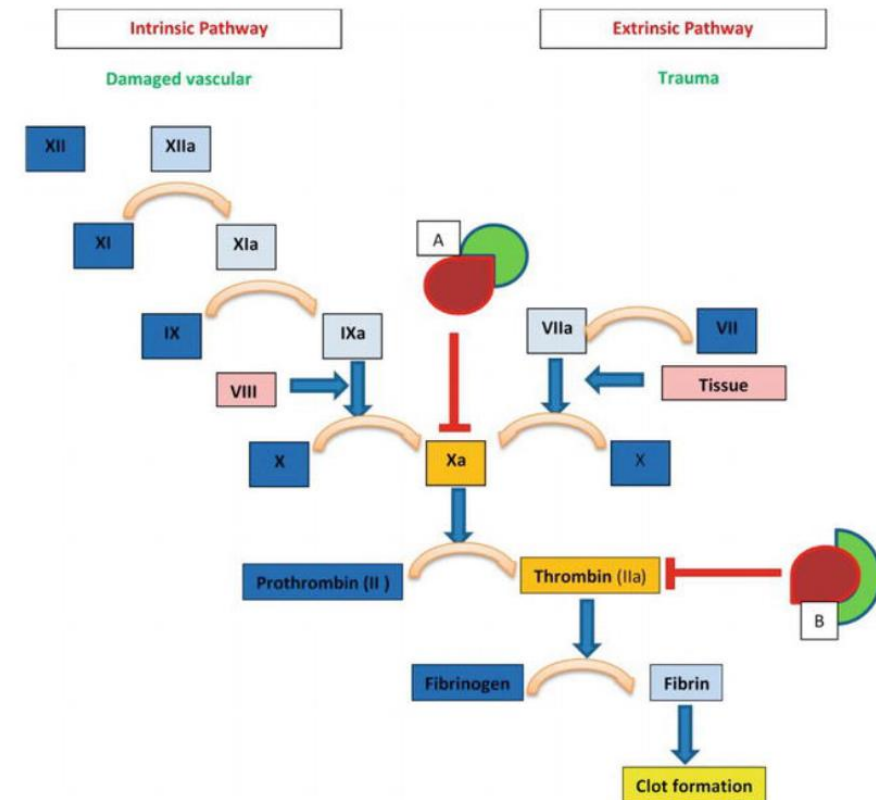 Intrinsic Pathway
Extrinsic Pathway
Damaged vascular
Trauma
XII
XIIa
XI
XIa
A
IX
IXa
VIIa
VII
VIII
Tissue
X
Xa
X
Prothrombin (II )
Thrombin (IIa)
B
Fibrinogen
Fibrin
Clot formation